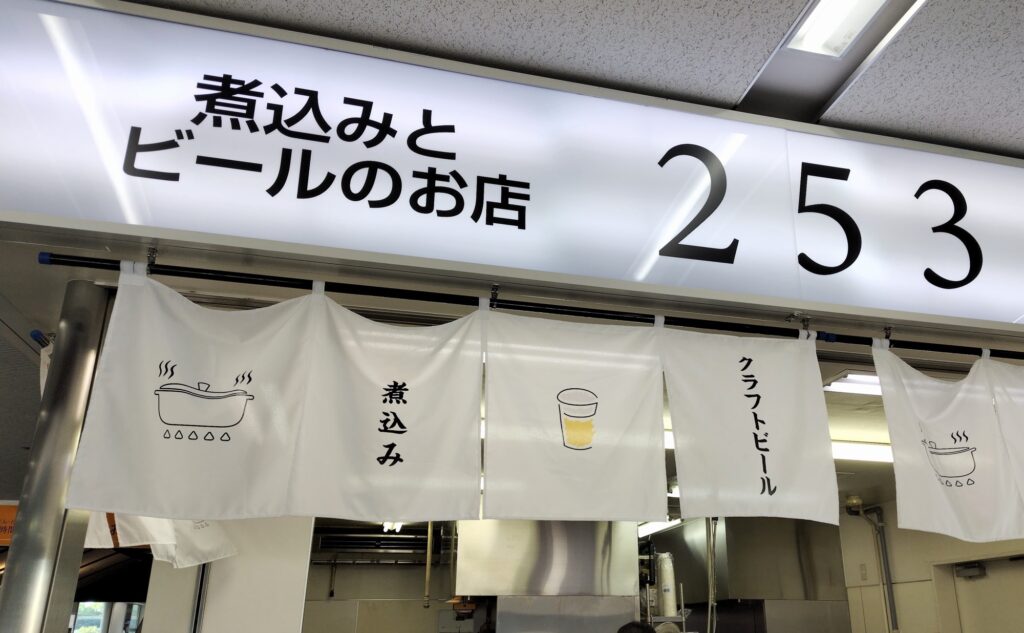 煮込みと
ビールのお店
253
煮込み
クラフトビール